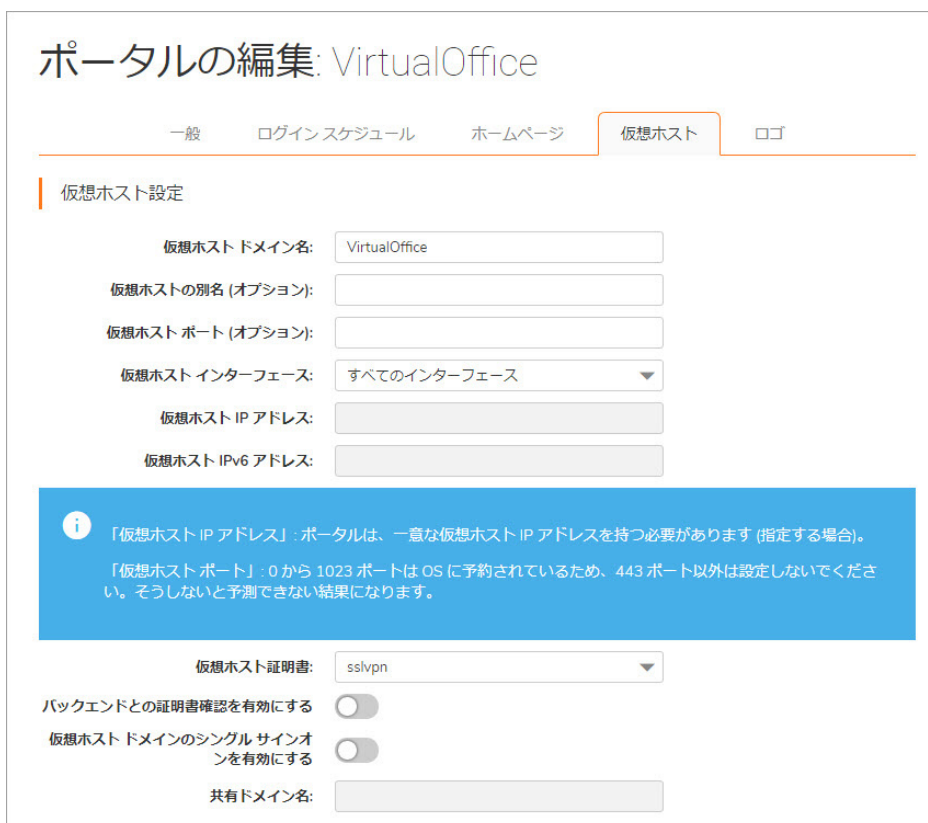 ポータルの編集: VirtualOffice
一般 ログイン スケジュール ホームページ 仮想ホスト ロゴ
仮想ホスト設定
仮想ホスト ドメイン名: VirtualOffice
仮想ホストの別名 (オプション):
仮想ホスト ポート (オプション):
仮想ホスト インターフェース: すべてのインターフェース
仮想ホスト IP アドレス:
仮想ホスト IPv6 アドレス:
「仮想ホスト IP アドレス」: ポータルは、一意な仮想ホスト IP アドレスを持つ必要があります (指定する場合)。
「仮想ホスト ポート」: 0 から 1023 ポートは OS に予約されているため、443 ポート以外は設定しないでくださ
い。そうしないと予測できない結果になります。
仮想ホスト証明書: sslvpn
バックエンドとの証明書確認を有効にする
仮想ホスト ドメインのシングル サインオ
ンを有効にする
共有ドメイン名: